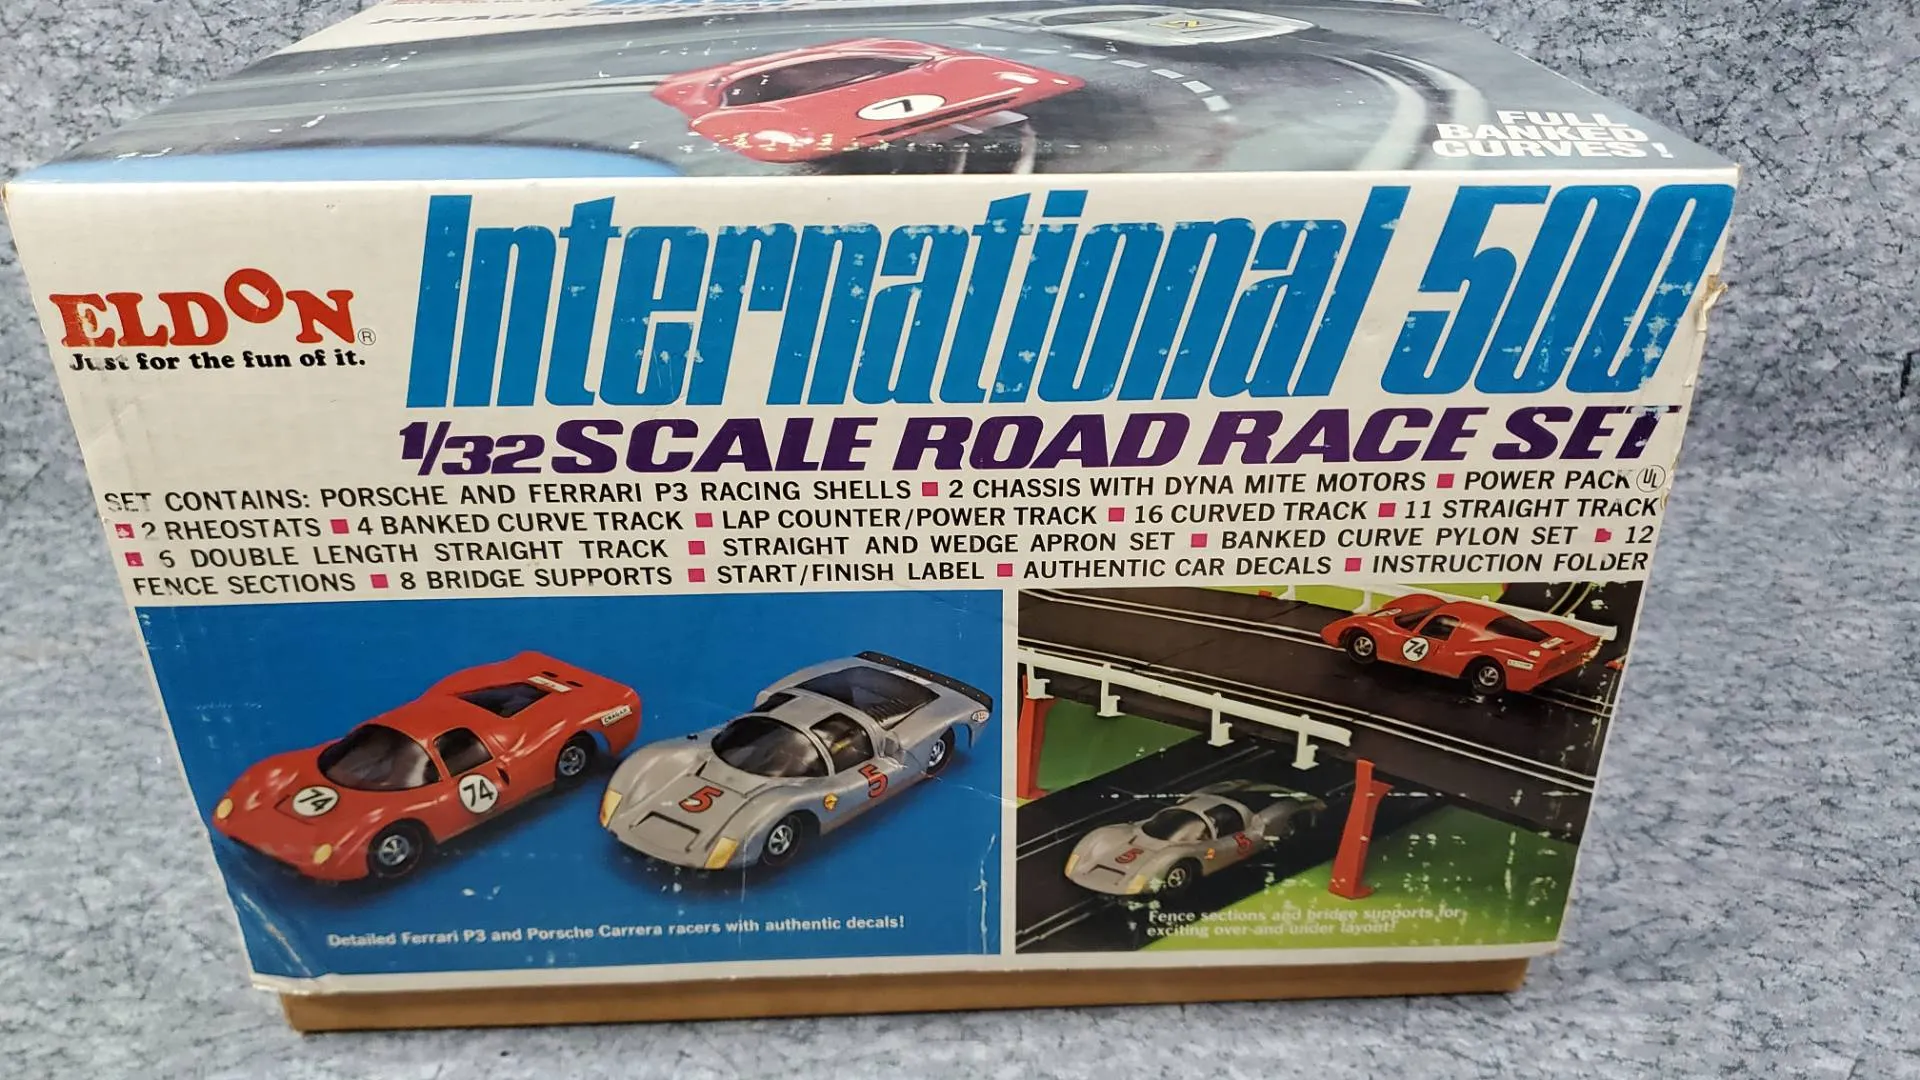 7
FULL
BANKED
CURVES!
International 500
ELDON®
Just for the fun of it.
1/32 SCALE ROAD RACE SET
SET CONTAINS: PORSCHE AND FERRARI P3 RACING SHELLS ■ 2 CHASSIS WITH DYNA MITE MOTORS ■ POWER PACK UL
■ 2 RHEOSTATS ■ 4 BANKED CURVE TRACK ■ LAP COUNTER/POWER TRACK ■ 16 CURVED TRACK ■ 11 STRAIGHT TRACK
■ 6 DOUBLE LENGTH STRAIGHT TRACK ■ STRAIGHT AND WEDGE APRON SET ■ BANKED CURVE PYLON SET ■ 12
FENCE SECTIONS ■ 8 BRIDGE SUPPORTS ■ START/FINISH LABEL ■ AUTHENTIC CAR DECALS ■ INSTRUCTION FOLDER
74
74
CRAGAR
5
5
74
5
5
Detailed Ferrari P3 and Porsche Carrera racers with authentic decals!
Fence sections and bridge supports for
exciting over-and under layout!